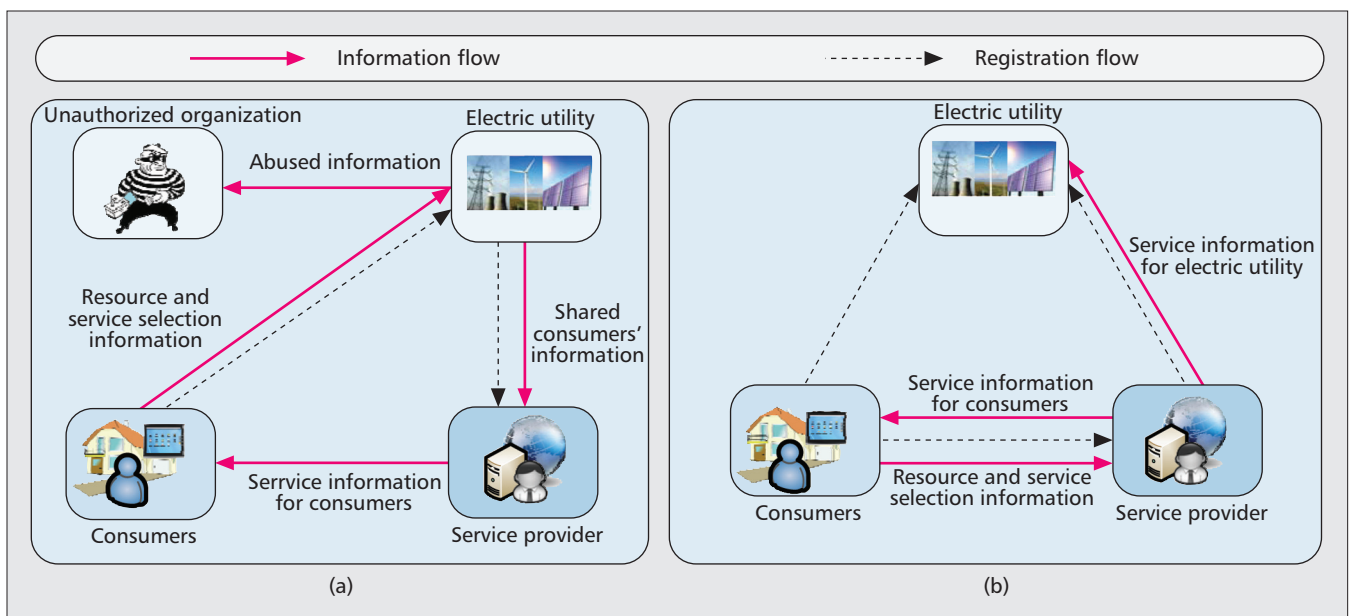 Information flow
Registration flow
Unauthorized organization
Electric utility
Abused information
Resource and
service selection
information
Shared
consumers’
information
Serrvice information
for consumers
Consumers
Service provider
(a)
Electric utility
Service information
for electric utility
Service information
for consumers
Resource and service
selection information
Consumers
Service provider
(b)